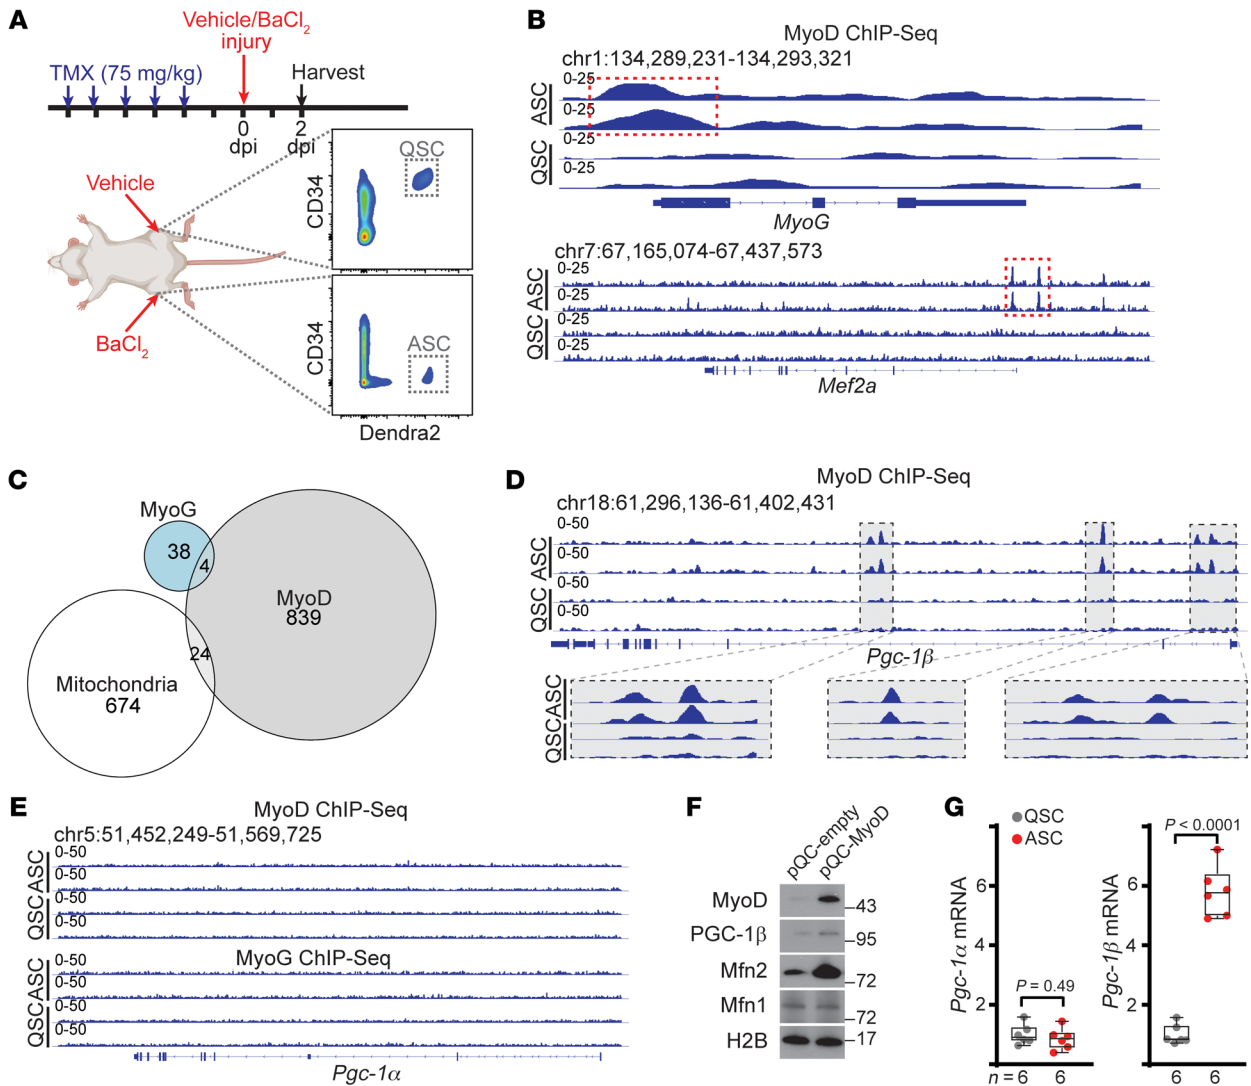 A
Vehicle/BaCl2
injury
TMX (75 mg/kg)
Harvest
0
dpi
2
dpi
Vehicle
BaCl2
CD34
QSC
CD34
ASC
Dendra2
B
MyoD ChIP-Seq
chr1:134,289,231-134,293,321
ASC
0-25
0-25
QSC
0-25
0-25
MyoG
chr7:67,165,074-67,437,573
ASC
0-25
0-25
QSC
0-25
0-25
Mef2a
C
MyoG
38
4
MyoD
839
24
Mitochondria
674
D
MyoD ChIP-Seq
chr18:61,296,136-61,402,431
ASC
0-50
0-50
QSC
0-50
0-50
Pgc-1β
ASC
QSC
E
MyoD ChIP-Seq
chr5:51,452,249-51,569,725
ASC
0-50
0-50
QSC
0-50
0-50
MyoG ChIP-Seq
ASC
0-50
0-50
QSC
0-50
0-50
Pgc-1α
F
pQC-empty
pQC-MyoD
MyoD
43
PGC-1β
95
Mfn2
72
Mfn1
72
H2B
17
G
QSC
ASC
Pgc-1α mRNA
6
4
2
P = 0.49
n = 6
6
Pgc-1β mRNA
6
4
2
P < 0.0001
6
6